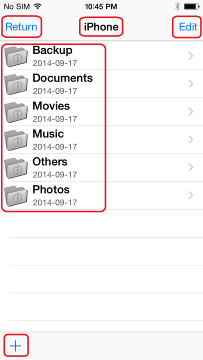 No SIM 10:45 PM
Return iPhone Edit
Backup
2014-09-17
Documents
2014-09-17
Movies
2014-09-17
Music
2014-09-17
Others
2014-09-17
Photos
2014-09-17
+